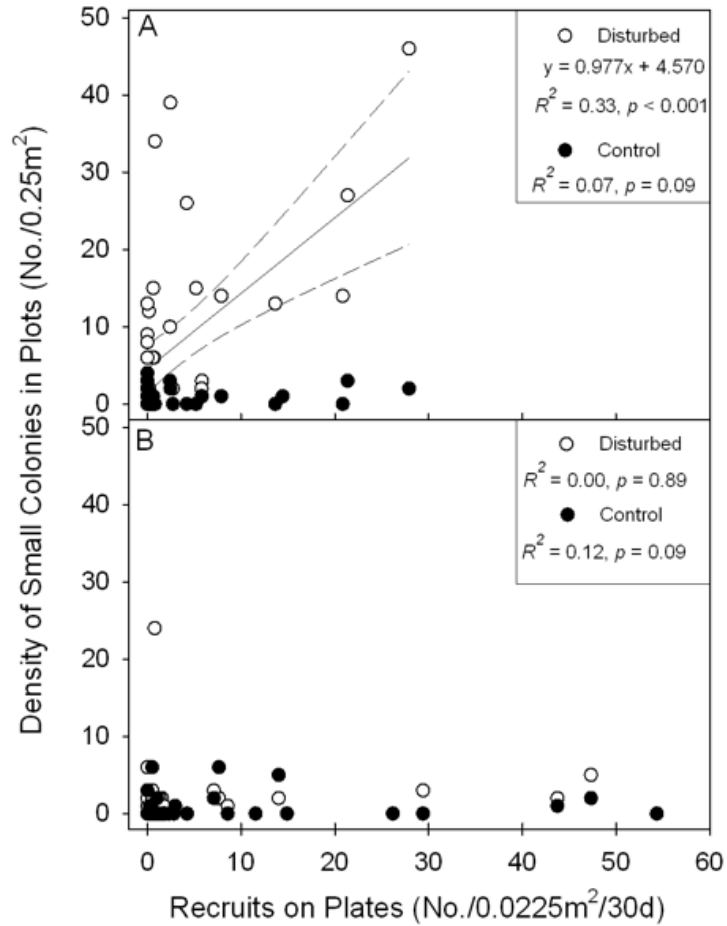 Density of Small Colonies in Plots (No./0.25m²)
A
50
40
30
20
10
0
Disturbed
y = 0.977x + 4.570
R² = 0.33, p < 0.001
Control
R² = 0.07, p = 0.09
B
50
40
30
20
10
0
Disturbed
R² = 0.00, p = 0.89
Control
R² = 0.12, p = 0.09
0 10 20 30 40 50 60
Recruits on Plates (No./0.0225m²/30d)